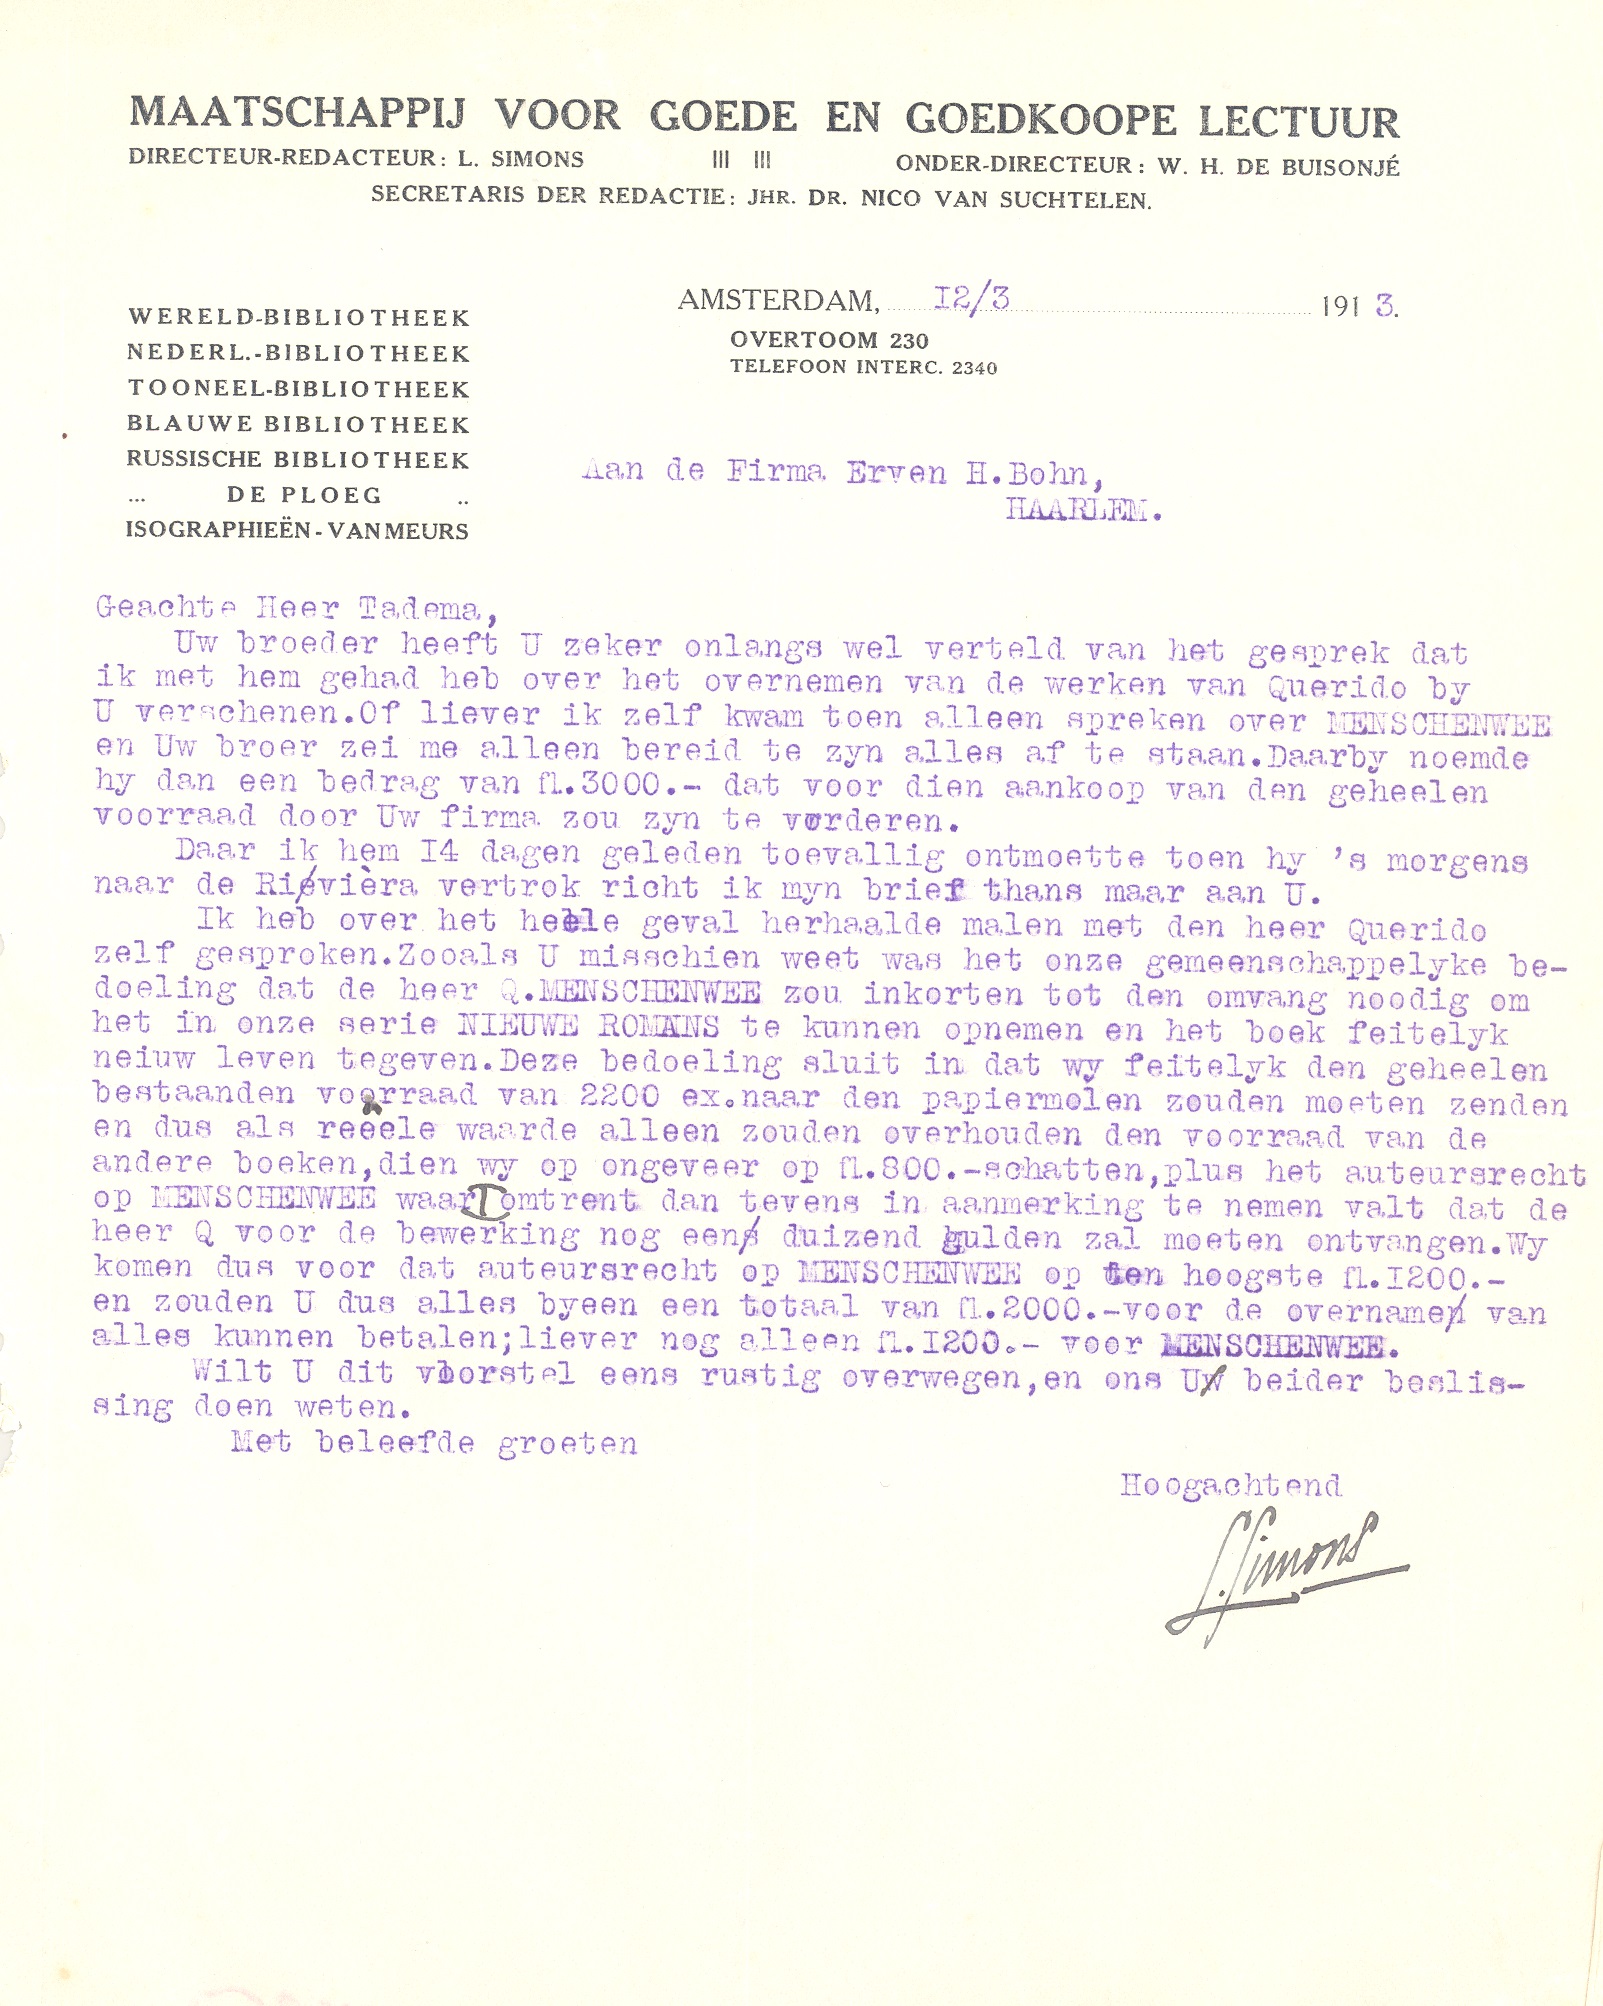 MAATSCHAPPIJ VOOR GOEDE EN GOEDKOOPE LECTUUR
DIRECTEUR-REDACTEUR: L. SIMONS ||| ||| ONDER-DIRECTEUR: W. H. DE BUISONJÉ
SECRETARIS DER REDACTIE: JHR. DR. NICO VAN SUCHTELEN.
AMSTERDAM, I2/3 1913.
OVERTOOM 230
TELEFOON INTERC. 2340
WERELD-BIBLIOTHEEK
NEDERL.-BIBLIOTHEEK
TOONEEL-BIBLIOTHEEK
BLAUWE BIBLIOTHEEK
RUSSISCHE BIBLIOTHEEK
... DE PLOEG ..
ISOGRAPHIEËN-VAN MEURS
Aan de Firma Erven H.Bohn,
HAARLEM.
Geachte Heer Tadema,
Uw broeder heeft U zeker onlangs wel verteld van het gesprek dat
ik met hem gehad heb over het overnemen van de werken van Querido by
U verschenen.Of liever ik zelf kwam toen alleen spreken over MENSCHENWEE
en Uw broer zei me alleen bereid te zyn alles af te staan.Daarby noemde
hy dan een bedrag van fl.3000.- dat voor dien aankoop van den geheelen
voorraad door Uw firma zou zyn te vorderen.
Daar ik hem I4 dagen geleden toevallig ontmoette toen hy 's morgens
naar de Rivièra vertrok richt ik myn brief thans maar aan U.
Ik heb over het heele geval herhaalde malen met den heer Querido
zelf gesproken.Zooals U misschien weet was het onze gemeenschappelyke be-
doeling dat de heer Q.MENSCHENWEE zou inkorten tot den omvang noodig om
het in onze serie NIEUWE ROMANS te kunnen opnemen en het boek feitelyk
neiuw leven tegeven.Deze bedoeling sluit in dat wy feitelyk den geheelen
bestaanden voorraad van 2200 ex.naar den papiermolen zouden moeten zenden
en dus als reeele waarde alleen zouden overhouden den voorraad van de
andere boeken,dien wy op ongeveer op fl.800.-schatten,plus het auteursrecht
op MENSCHENWEE waaromtrent dan tevens in aanmerking te nemen valt dat de
heer Q voor de bewerking nog een duizend gulden zal moeten ontvangen.Wy
komen dus voor dat auteursrecht op MENSCHENWEE op ten hoogste fl.I200.-
en zouden U dus alles byeen een totaal van fl.2000.-voor de overname van
alles kunnen betalen;liever nog alleen fl.I200.- voor MENSCHENWEE.
Wilt U dit voorstel eens rustig overwegen,en ons U beider beslis-
sing doen weten.
Met beleefde groeten
Hoogachtend
L.Simons